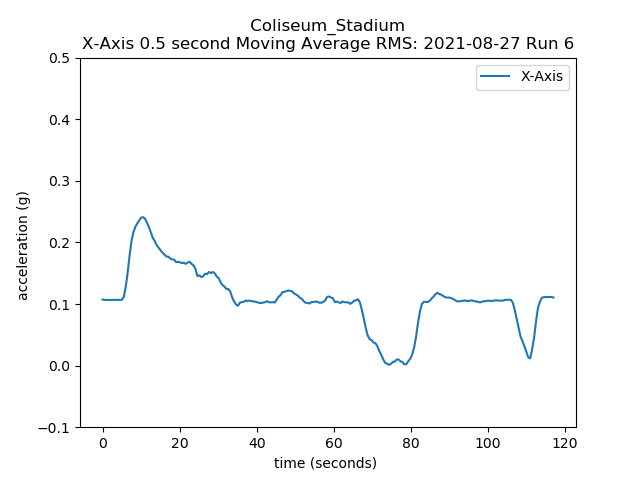 Coliseum_Stadium
X-Axis 0.5 second Moving Average RMS: 2021-08-27 Run 6
X-Axis
0.5
0.4
0.3
0.2
0.1
0.0
−0.1
acceleration (g)
0 20 40 60 80 100 120
time (seconds)